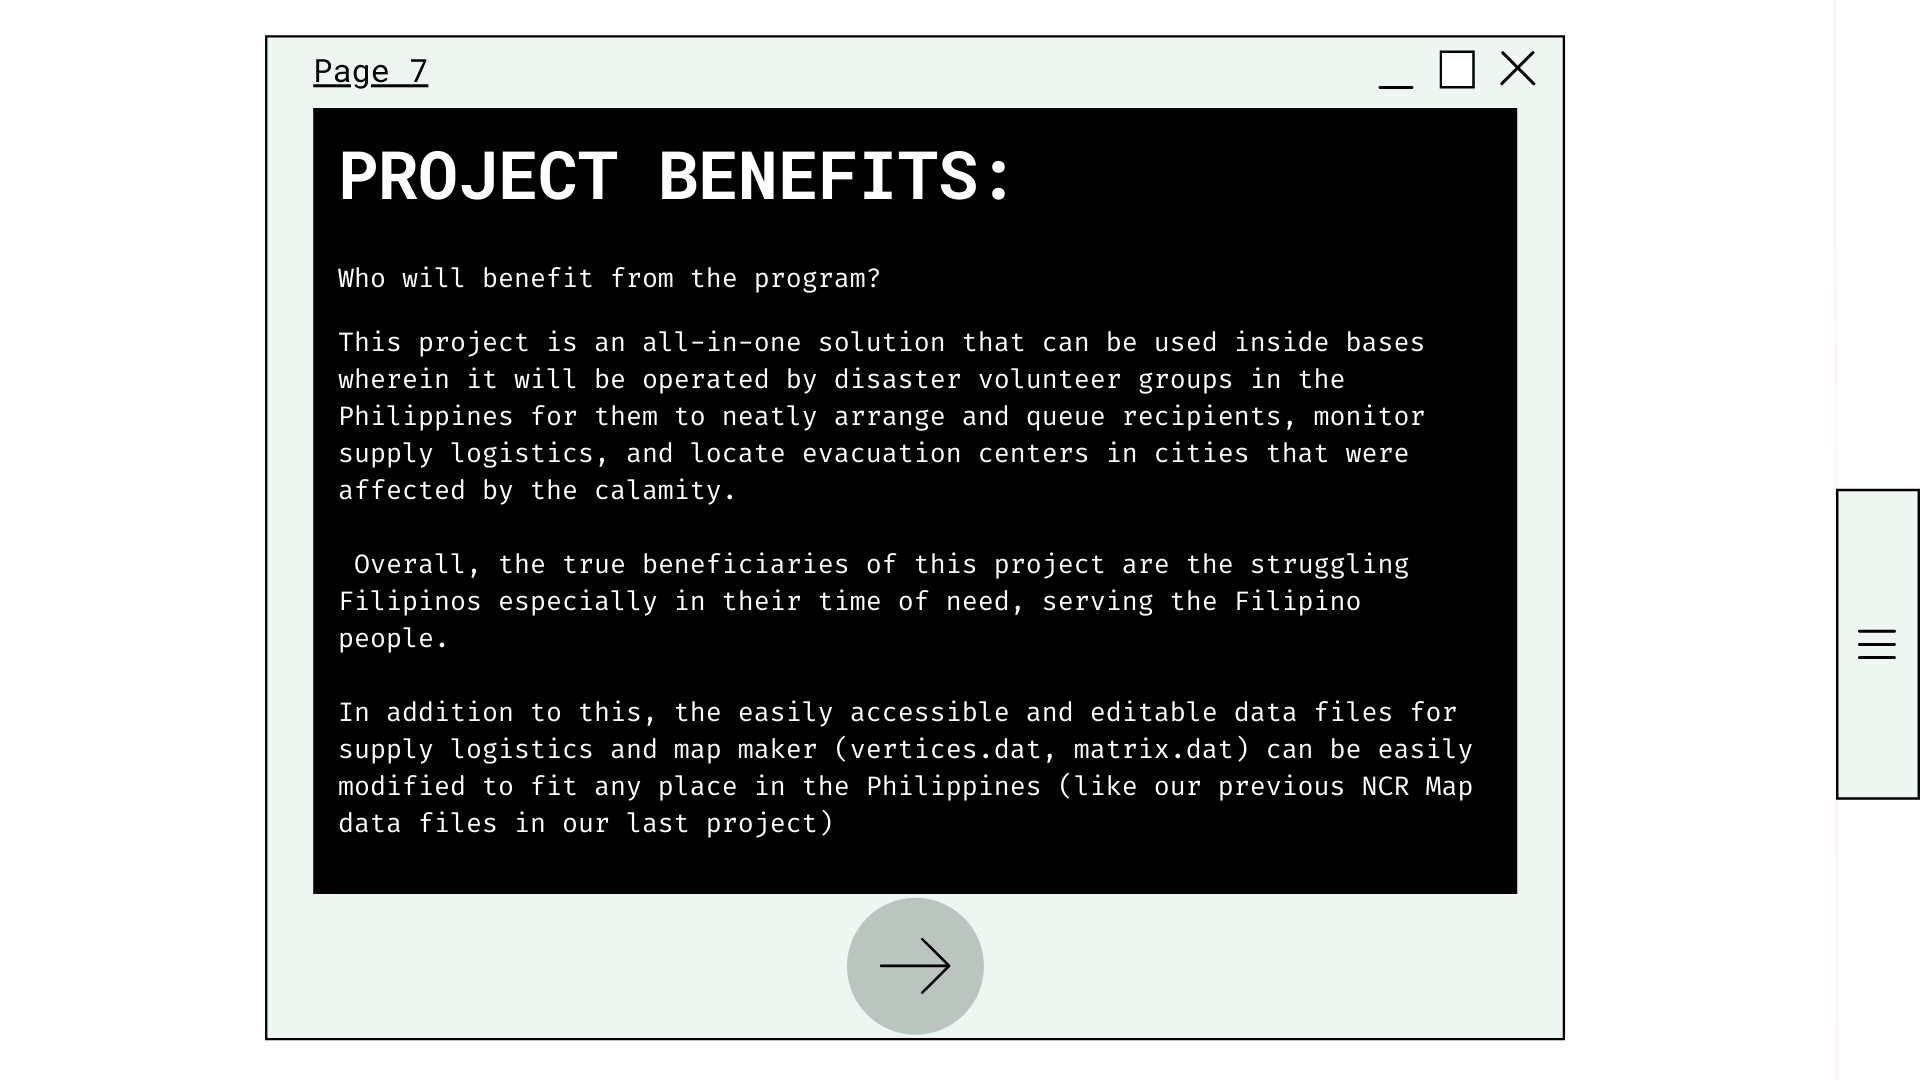 Page 7
PROJECT BENEFITS:
Who will benefit from the program?
This project is an all-in-one solution that can be used inside bases
wherein it will be operated by disaster volunteer groups in the
Philippines for them to neatly arrange and queue recipients, monitor
supply logistics, and locate evacuation centers in cities that were
affected by the calamity.
Overall, the true beneficiaries of this project are the struggling
Filipinos especially in their time of need, serving the Filipino
people.
In addition to this, the easily accessible and editable data files for
supply logistics and map maker (vertices.dat, matrix.dat) can be easily
modified to fit any place in the Philippines (like our previous NCR Map
data files in our last project)